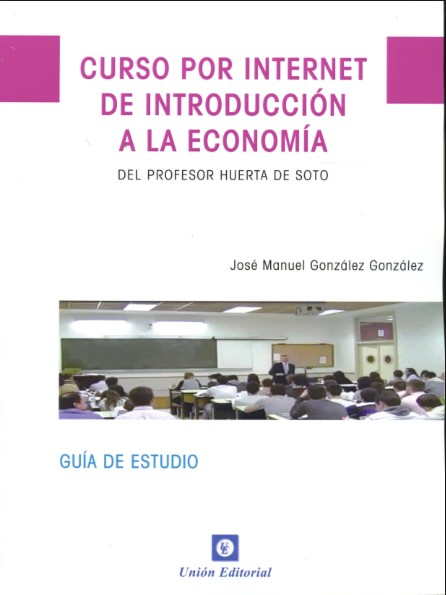 CURSO POR INTERNET
DE INTRODUCCIÓN
A LA ECONOMÍA
DEL PROFESOR HUERTA DE SOTO
José Manuel González González
GUÍA DE ESTUDIO
UE
Unión Editorial